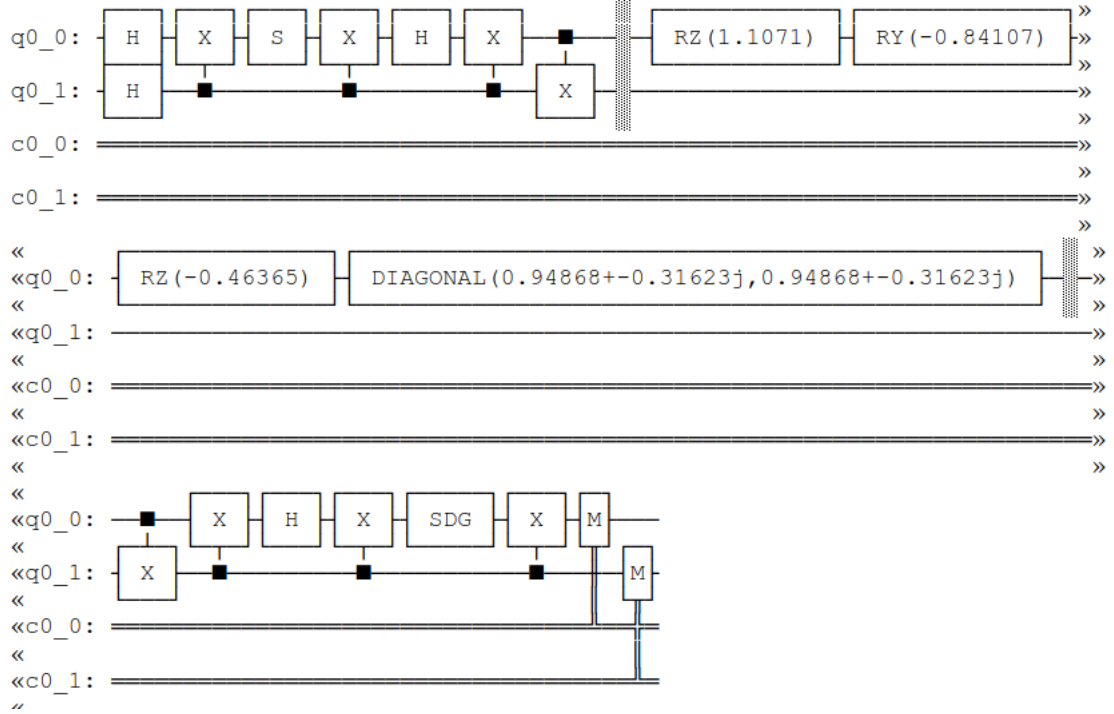 »
q0_0: H X S X H X ■ RZ(1.1071) RY(-0.84107) »
»
q0_1: H ■ ■ ■ X »
»
c0_0: »
»
c0_1: »
»
« »
«q0_0: RZ(-0.46365) DIAGONAL(0.94868+-0.31623j,0.94868+-0.31623j) »
« »
«q0_1: »
« »
«c0_0: »
« »
«c0_1: »
« »
«
«q0_0: ■ X H X SDG X M
«
«q0_1: X ■ ■ ■ M
«
«c0_0:
«
«c0_1:
«